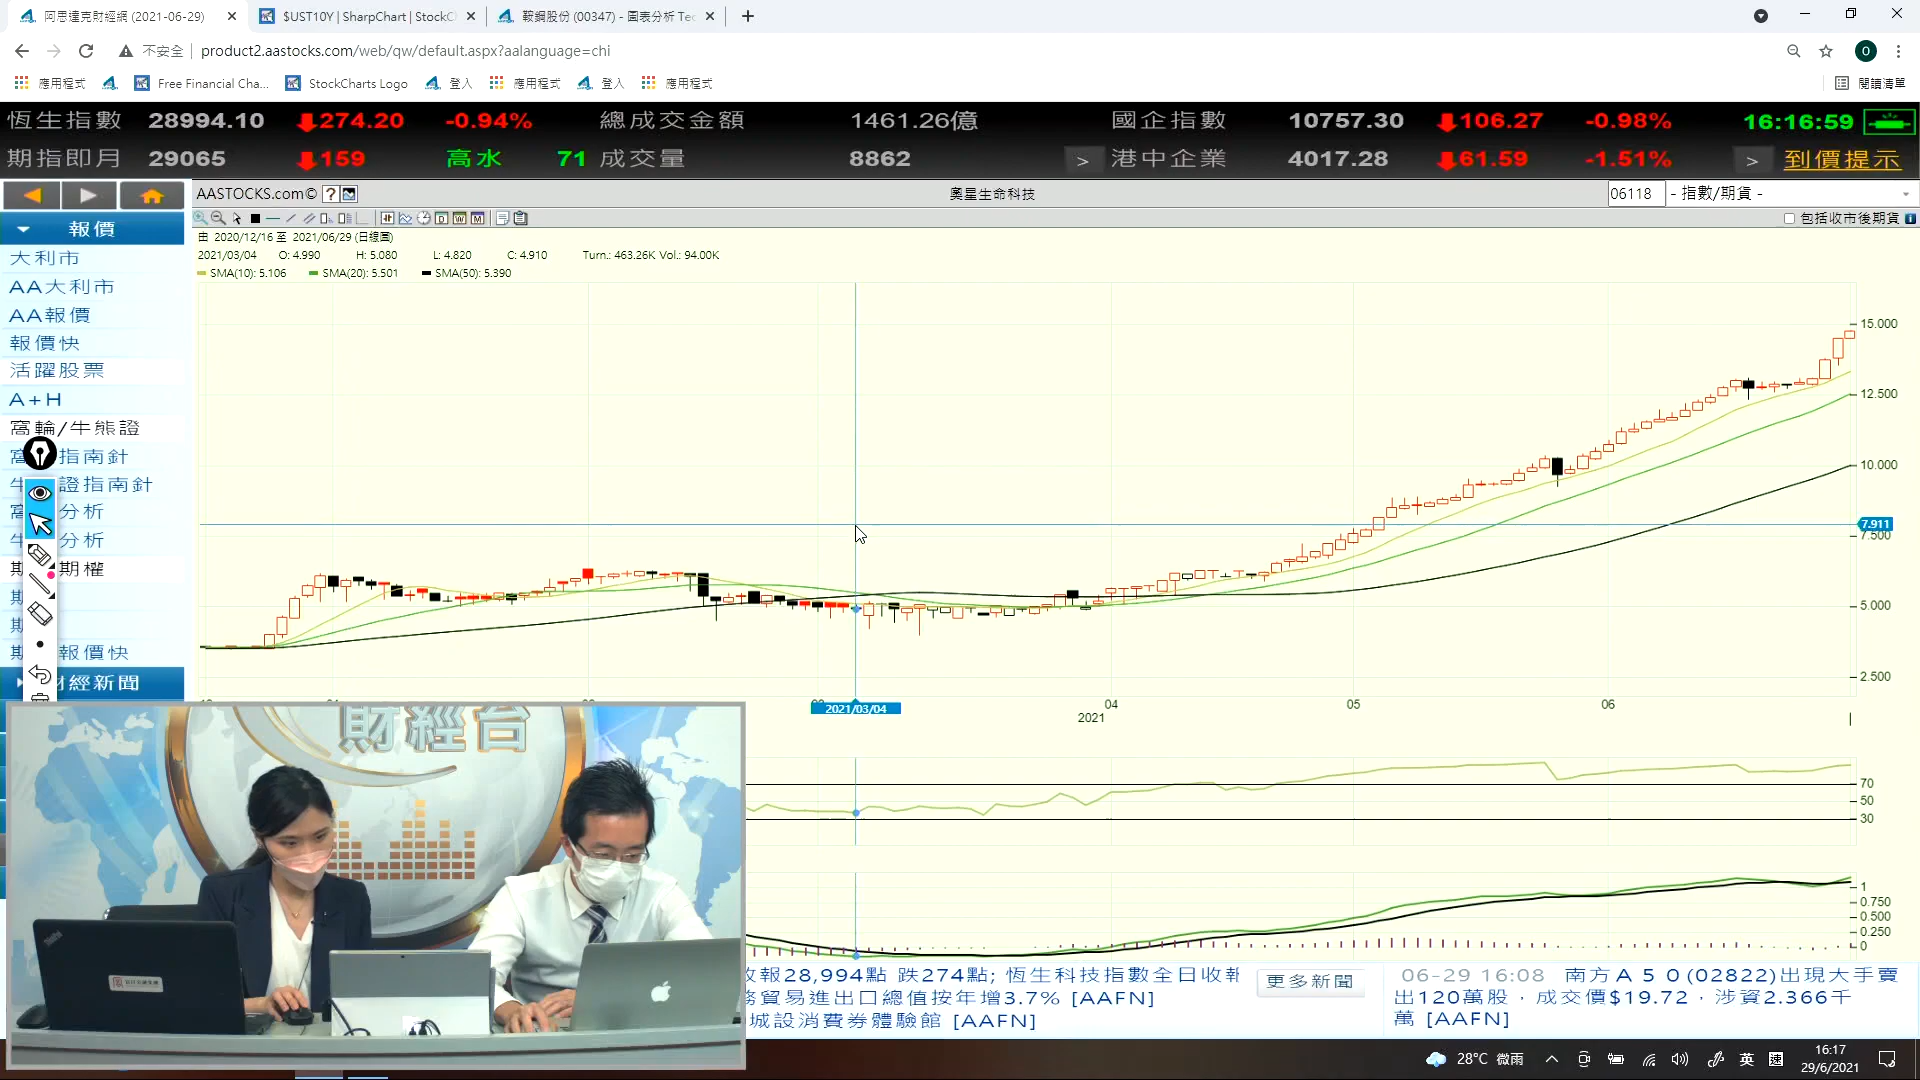 阿思達克財經網 (2021-06-29)
$UST10Y | SharpChart | StockC
鞍鋼股份 (00347) - 圖表分析 Tec
不安全
product2.aastocks.com/web/qw/default.aspx?aalanguage=chi
O
應用程式
Free Financial Cha...
StockCharts Logo
登入
應用程式
登入
應用程式
閱讀清單
恆生指數 28994.10 274.20 -0.94% 總成交金額 1461.26億 國企指數 10757.30 106.27 -0.98% 16:16:59
期指即月 29065 159 高水 71 成交量 8862 > 港中企業 4017.28 61.59 -1.51% > 到價提示
AASTOCKS.com© ?
奧星生命科技
06118 - 指數/期貨 -
D W M
包括收市後期貨 i
由 2020/12/16 至 2021/06/29 (日線圖)
2021/03/04 O: 4.990 H: 5.080 L: 4.820 C: 4.910 Turn.: 463.26K Vol.: 94.00K
SMA(10): 5.106 SMA(20): 5.501 SMA(50): 5.390
報價
大利市
AA大利市
AA報價
報價快
活躍股票
A+H
窩輪/牛熊證
指南針
證指南針
分析
分析
期權
報價快
經新聞
15.000
12.500
10.000
7.911
7.500
5.000
2.500
2021/03/04
04
05
06
2021
70
50
30
1
0.750
0.500
0.250
0
財經台
收報28,994點 跌274點; 恆生科技指數全日收報
務貿易進出口總值按年增3.7% [AAFN]
城設消費券體驗館 [AAFN]
更多新聞
06-29 16:08 南方A50(02822)出現大手賣
出120萬股，成交價$19.72，涉資2.366千
萬 [AAFN]
28°C 微雨
英
16:17
29/6/2021